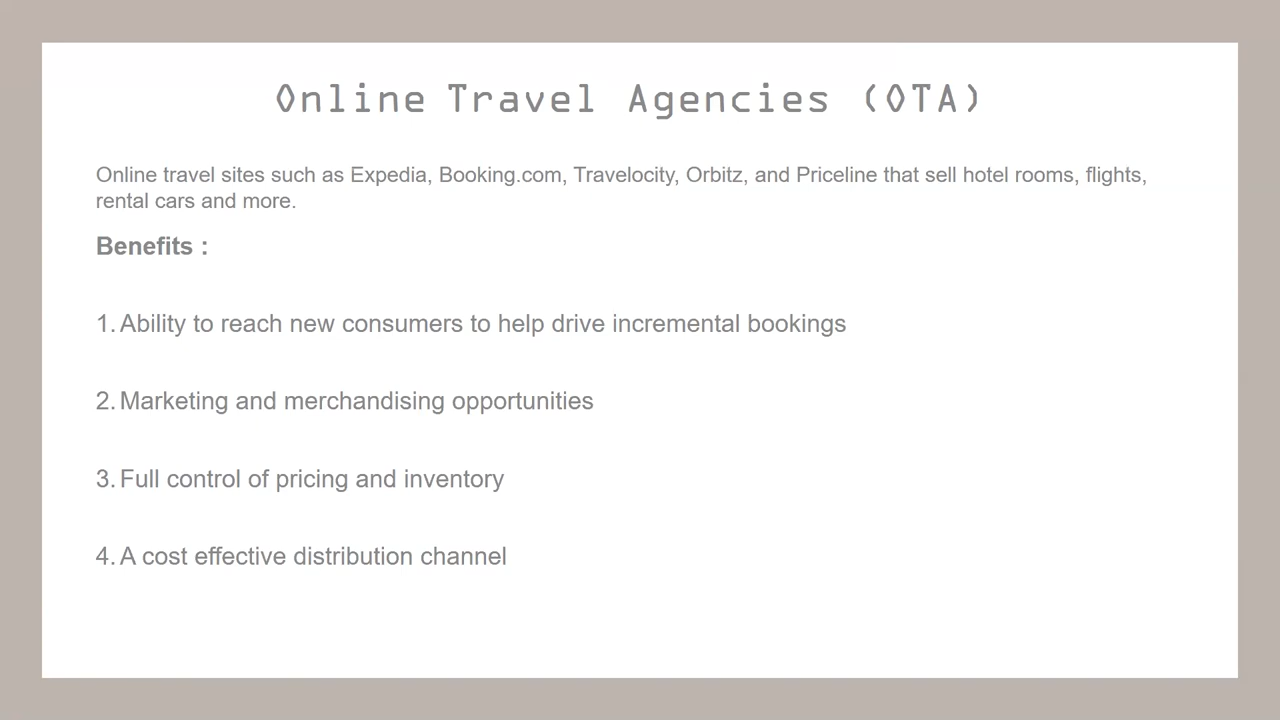 Online Travel Agencies (OTA)
Online travel sites such as Expedia, Booking.com, Travelocity, Orbitz, and Priceline that sell hotel rooms, flights,
rental cars and more.
Benefits :
1. Ability to reach new consumers to help drive incremental bookings
2. Marketing and merchandising opportunities
3. Full control of pricing and inventory
4. A cost effective distribution channel